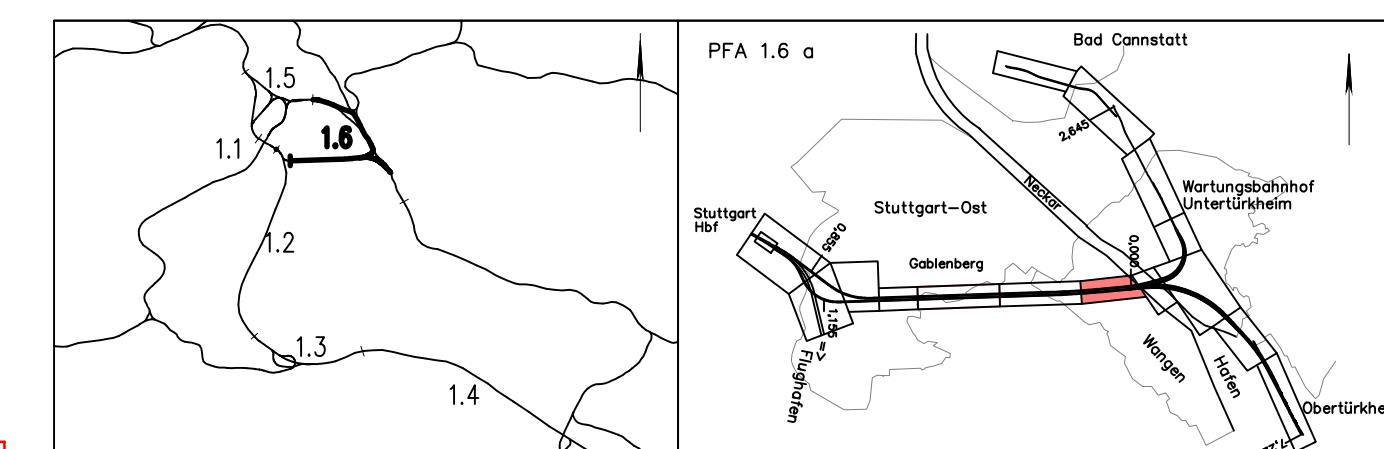 1.5
1.6
1.1
1.2
1.3
1.4
PFA 1.6 a
Bad Cannstatt
2,645
Neckar
Wartungsbahnhof
Untertürkheim
Stuttgart
Hbf
Stuttgart-Ost
0,855
Gablenberg
0,000
1,155
=>
Flughafen
Wangen
Hafen